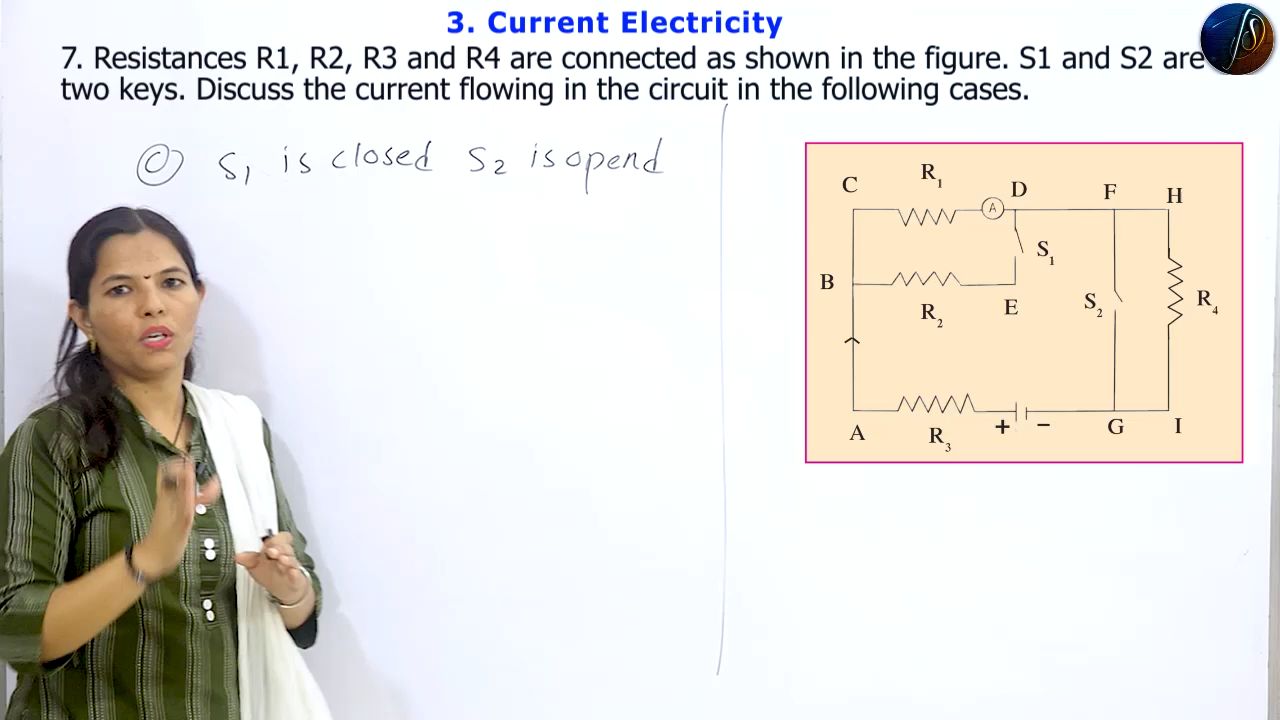 3. Current Electricity
7. Resistances R1, R2, R3 and R4 are connected as shown in the figure. S1 and S2 are
two keys. Discuss the current flowing in the circuit in the following cases.
C S1 is closed S2 is opend
R1
C A D F H
S1
B
R2 E S2 R4
A R3 + − G I